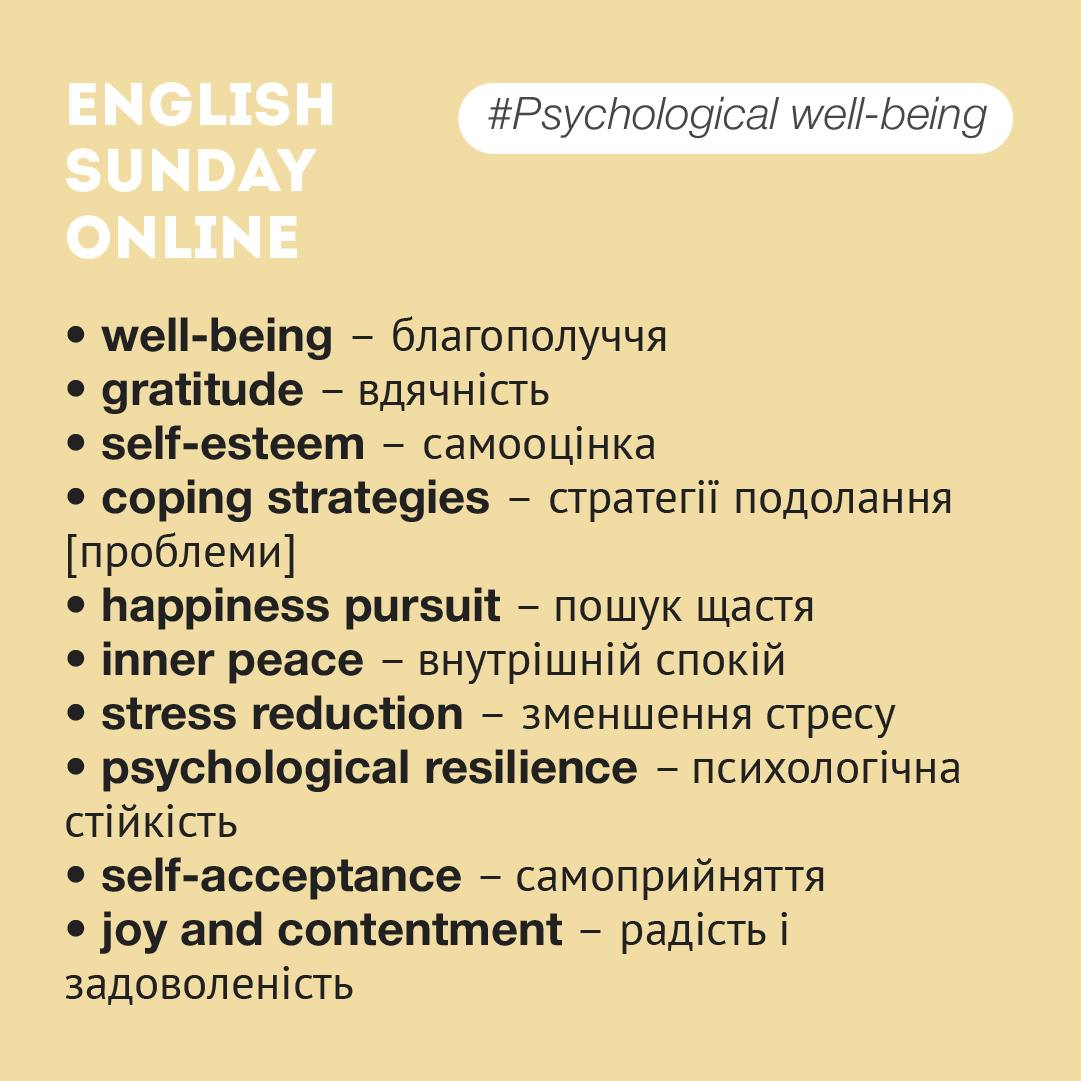 ENGLISH
SUNDAY
ONLINE
#Psychological well-being
• well-being – благополуччя
• gratitude – вдячність
• self-esteem – самооцінка
• coping strategies – стратегії подолання
[проблеми]
• happiness pursuit – пошук щастя
• inner peace – внутрішній спокій
• stress reduction – зменшення стресу
• psychological resilience – психологічна
стійкість
• self-acceptance – самоприйняття
• joy and contentment – радість і
задоволеність